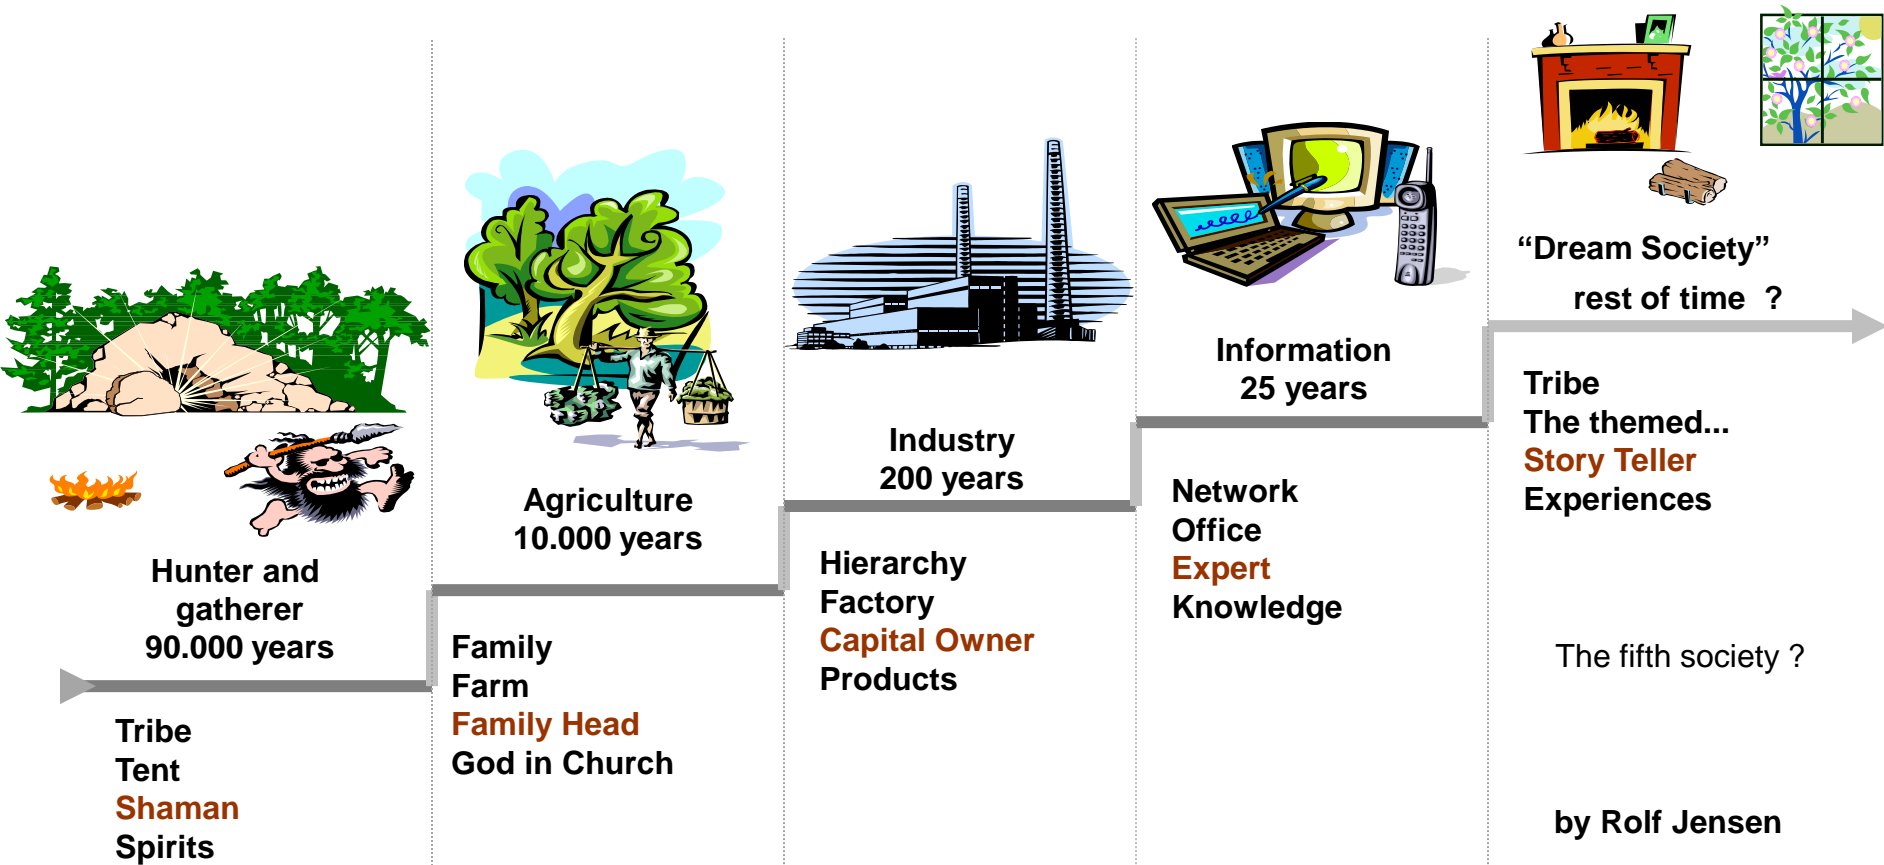 Hunter and
gatherer
90.000 years
Tribe
Tent
Shaman
Spirits
Agriculture
10.000 years
Family
Farm
Family Head
God in Church
Industry
200 years
Hierarchy
Factory
Capital Owner
Products
Information
25 years
Network
Office
Expert
Knowledge
“Dream Society”
rest of time ?
Tribe
The themed...
Story Teller
Experiences
The fifth society ?
by Rolf Jensen